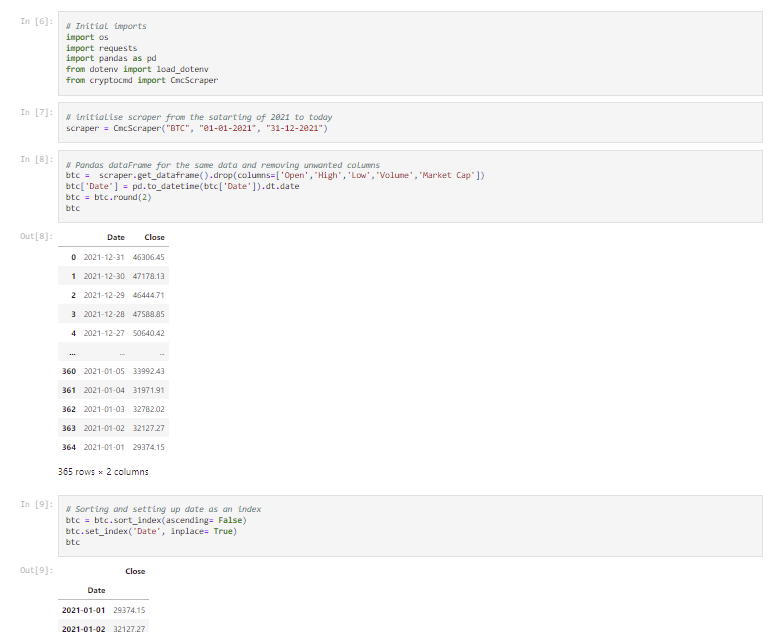 In [6]:
# Initial imports
import os
import requests
import pandas as pd
from dotenv import load_dotenv
from cryptocmd import CmcScraper
In [7]:
# initialise scraper from the satarting of 2021 to today
scraper = CmcScraper("BTC", "01-01-2021", "31-12-2021")
In [8]:
# Pandas dataFrame for the same data and removing unwanted columns
btc =  scraper.get_dataframe().drop(columns=['Open','High','Low','Volume','Market Cap'])
btc['Date'] = pd.to_datetime(btc['Date']).dt.date
btc = btc.round(2)
btc
Out[8]:
Date Close
0 2021-12-31 46306.45
1 2021-12-30 47178.13
2 2021-12-29 46444.71
3 2021-12-28 47588.85
4 2021-12-27 50640.42
... ... ...
360 2021-01-05 33992.43
361 2021-01-04 31971.91
362 2021-01-03 32782.02
363 2021-01-02 32127.27
364 2021-01-01 29374.15
365 rows × 2 columns
In [9]:
# Sorting and setting up date as an index
btc = btc.sort_index(ascending= False)
btc.set_index('Date', inplace= True)
btc
Out[9]:
Close
Date
2021-01-01 29374.15
2021-01-02 32127.27